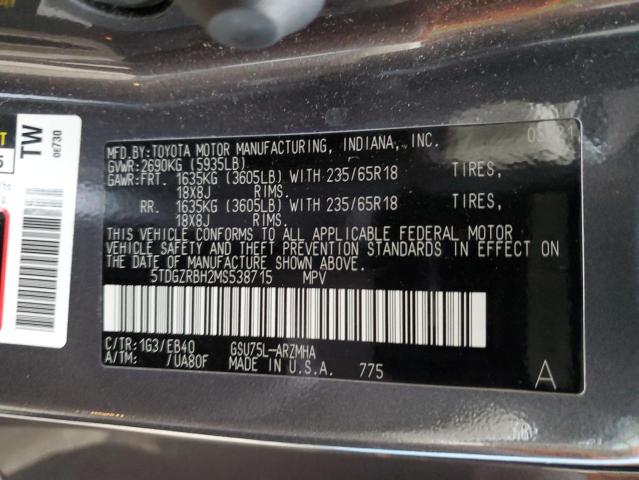 MFD.BY:TOYOTA MOTOR MANUFACTURING, INDIANA, INC.
GVWR:2690KG (5935LB)
GAWR:FRT. 1635KG (3605LB) WITH 235/65R18 TIRES,
18X8J RIMS,
RR. 1635KG (3605LB) WITH 235/65R18 TIRES,
18X8J RIMS.
THIS VEHICLE CONFORMS TO ALL APPLICABLE FEDERAL MOTOR
VEHICLE SAFETY AND THEFT PREVENTION STANDARDS IN EFFECT ON
THE DATE OF MANUFACTURE SHOWN ABOVE.
5TDGZRBH2MS538715 MPV
C/TR:1G3/EB40 GSU75L-ARZMHA
A/TM: /UA80F MADE IN U.S.A. 775
A
TW
0E730